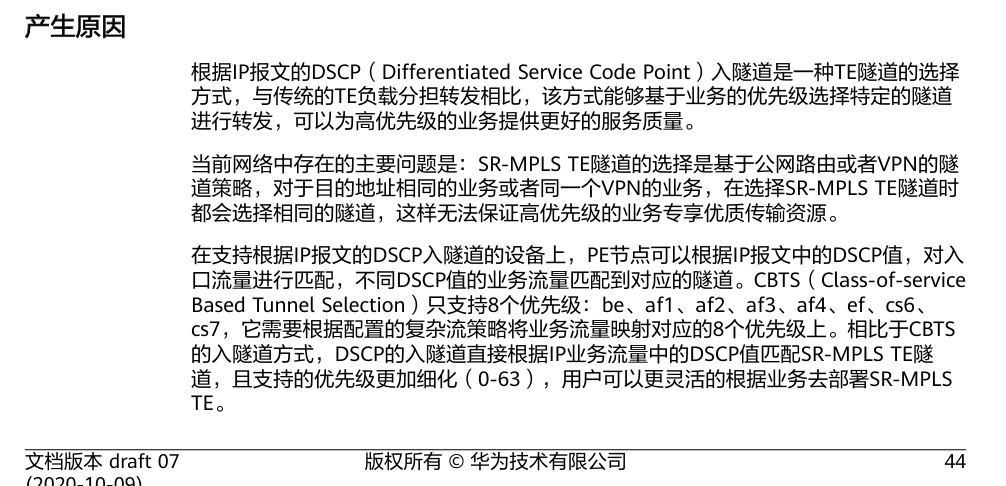 产生原因
根据IP报文的DSCP（Differentiated Service Code Point）入隧道是一种TE隧道的选择
方式，与传统的TE负载分担转发相比，该方式能够基于业务的优先级选择特定的隧道
进行转发，可以为高优先级的业务提供更好的服务质量。
当前网络中存在的主要问题是：SR-MPLS TE隧道的选择是基于公网路由或者VPN的隧
道策略，对于目的地址相同的业务或者同一个VPN的业务，在选择SR-MPLS TE隧道时
都会选择相同的隧道，这样无法保证高优先级的业务专享优质传输资源。
在支持根据IP报文的DSCP入隧道的设备上，PE节点可以根据IP报文中的DSCP值，对入
口流量进行匹配，不同DSCP值的业务流量匹配到对应的隧道。CBTS（Class-of-service
Based Tunnel Selection）只支持8个优先级：be、af1、af2、af3、af4、ef、cs6、
cs7，它需要根据配置的复杂流策略将业务流量映射对应的8个优先级上。相比于CBTS
的入隧道方式，DSCP的入隧道直接根据IP业务流量中的DSCP值匹配SR-MPLS TE隧
道，且支持的优先级更加细化（0-63），用户可以更灵活的根据业务去部署SR-MPLS
TE。
文档版本 draft 07 版权所有 © 华为技术有限公司 44
(2020-10-09)